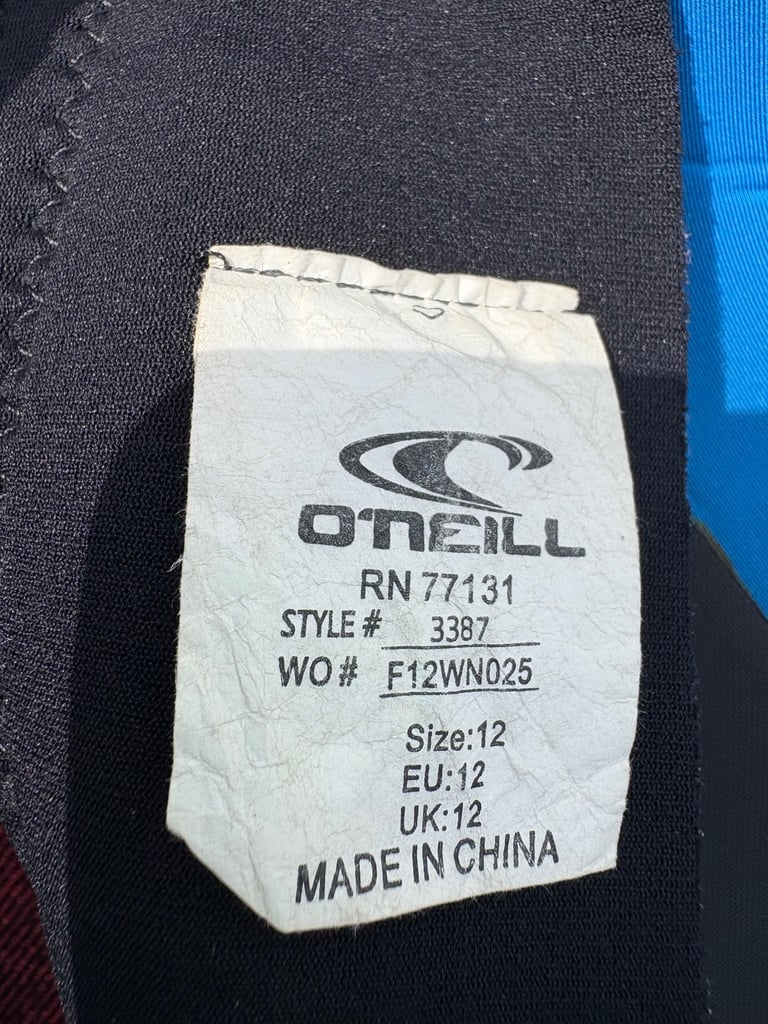 O'NEILL
RN 77131
STYLE # 3387
WO# F12WN025
Size:12
EU:12
UK:12
MADE IN CHINA